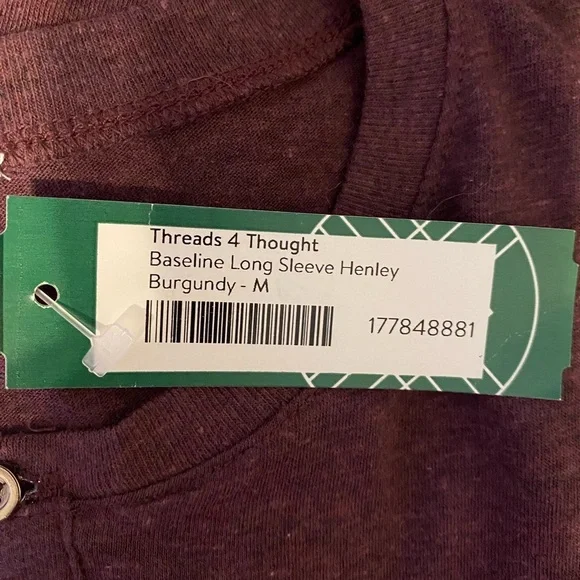 Threads 4 Thought
Baseline Long Sleeve Henley
Burgundy - M
177848881